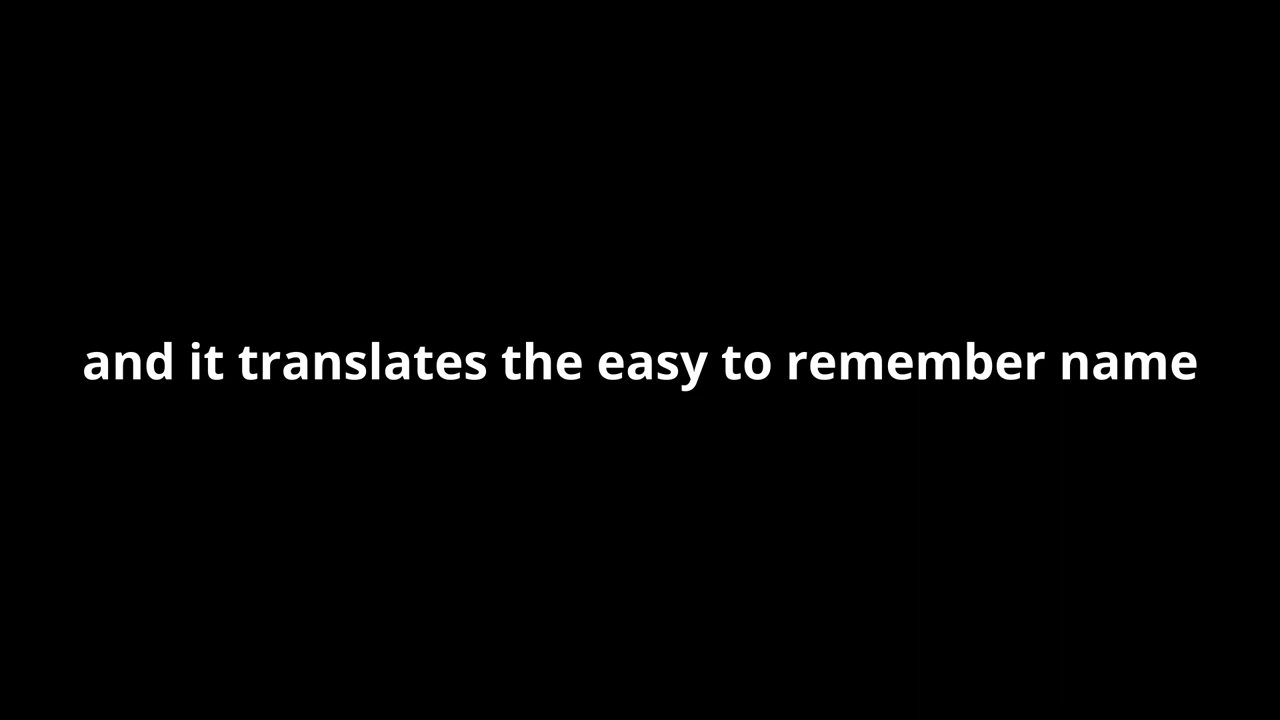 and it translates the easy to remember name